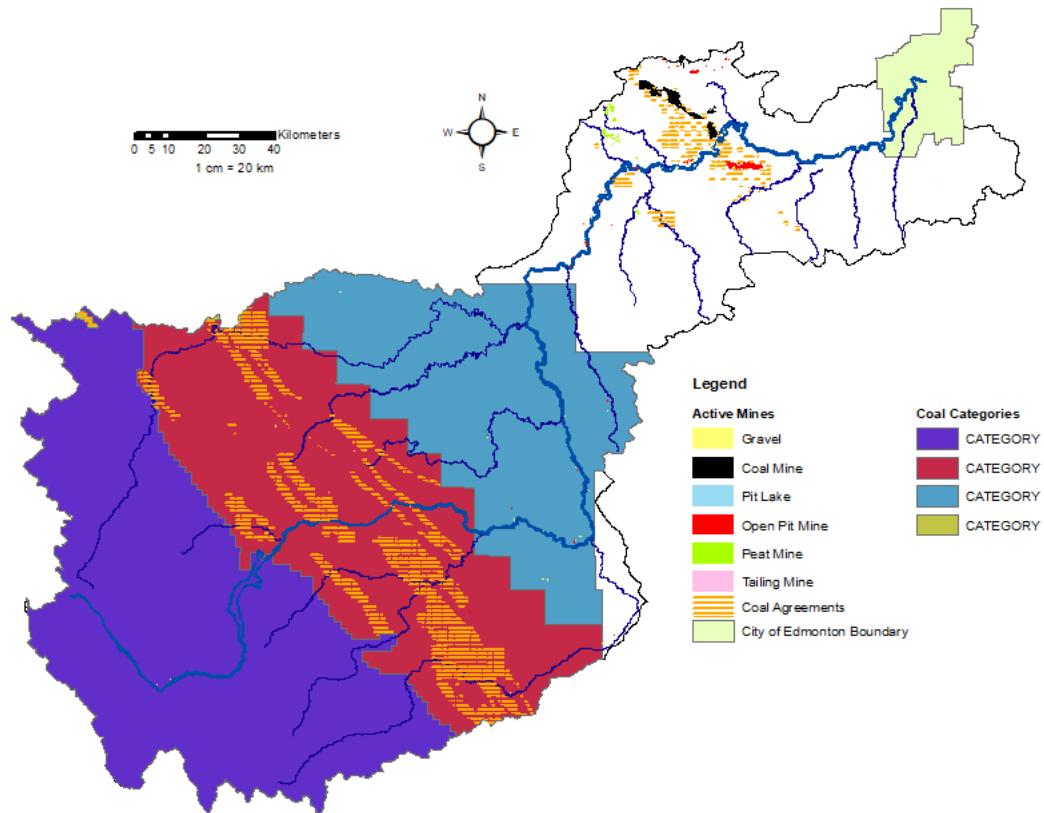 N
W E
S
Kilometers
0 5 10 20 30 40
1 cm = 20 km
Legend
Active Mines
Gravel
Coal Mine
Pit Lake
Open Pit Mine
Peat Mine
Tailing Mine
Coal Agreements
City of Edmonton Boundary
Coal Categories
CATEGORY
CATEGORY
CATEGORY
CATEGORY